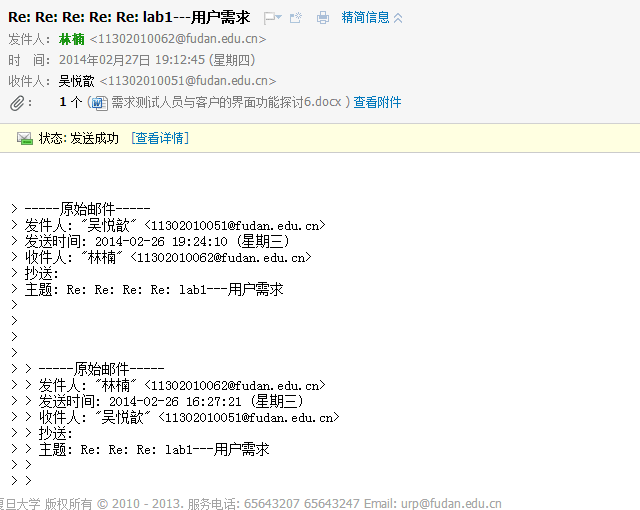 Re: Re: Re: Re: Re: lab1---用户需求 精简信息
发件人: 林楠 <11302010062@fudan.edu.cn>
时 间: 2014年02月27日 19:12:45 (星期四)
收件人: 吴悦歆 <11302010051@fudan.edu.cn>
: 1 个 ( 需求测试人员与客户的界面功能探讨6.docx ) 查看附件
状态: 发送成功 [查看详情]
> -----原始邮件-----
> 发件人: "吴悦歆" <11302010051@fudan.edu.cn>
> 发送时间: 2014-02-26 19:24:10 (星期三)
> 收件人: "林楠" <11302010062@fudan.edu.cn>
> 抄送:
> 主题: Re: Re: Re: Re: lab1---用户需求
>
>
>
>
> > -----原始邮件-----
> > 发件人: "林楠" <11302010062@fudan.edu.cn>
> > 发送时间: 2014-02-26 16:27:21 (星期三)
> > 收件人: "吴悦歆" <11302010051@fudan.edu.cn>
> > 抄送:
> > 主题: Re: Re: Re: lab1---用户需求
> >
> >
复旦大学 版权所有 © 2010 - 2013. 服务电话: 65643207 65643247 Email: urp@fudan.edu.cn